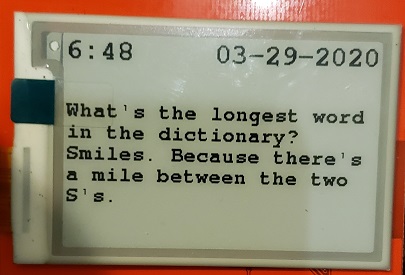 6:48 03-29-2020
What's the longest word
in the dictionary?
Smiles. Because there's
a mile between the two
S's.